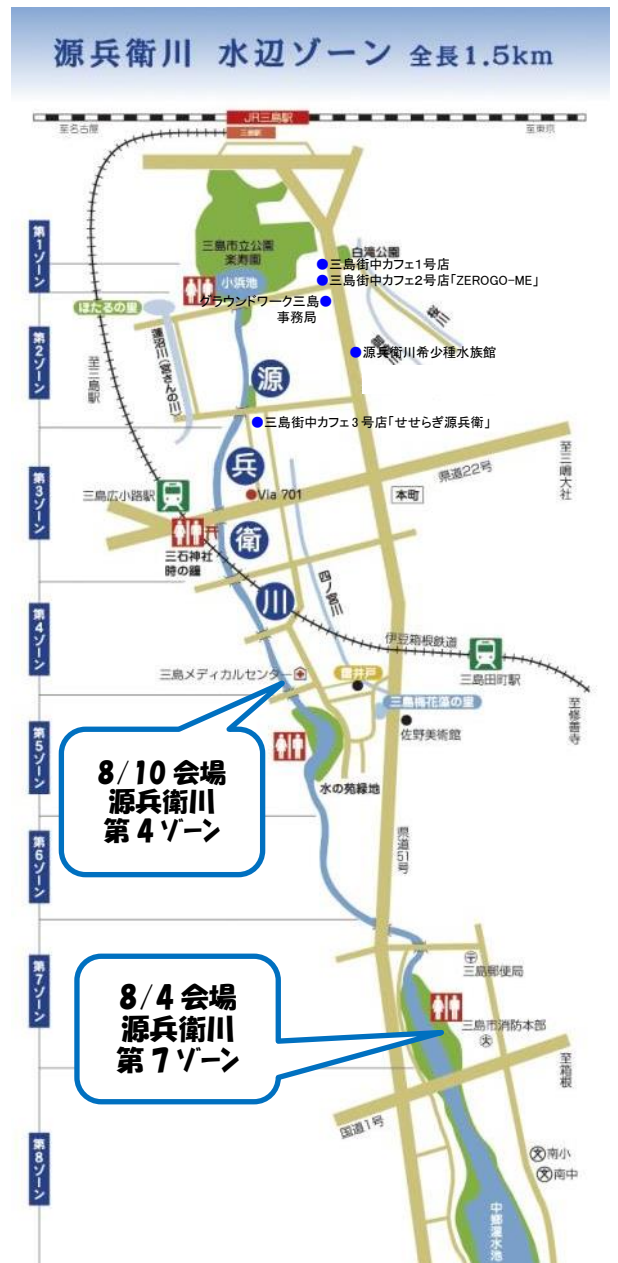 源兵衛川 水辺ゾーン 全長1.5km
JR三島駅
三島駅
至名古屋
至東京
第1ゾーン
三島市立公園
楽寿園
小浜池
白滝公園
三島街中カフェ1号店
三島街中カフェ2号店「ZEROGO-ME」
グラウンドワーク三島
事務局
ほたるの里
桜川
第2ゾーン
蓮沼川(宮さんの川)
至三島駅
源
源兵衛川希少種水族館
三島街中カフェ3号店「せせらぎ源兵衛」
至三嶋大社
県道22号
第3ゾーン
兵
三島広小路駅
Via 701
本町
衛
三石神社
時の鐘
四ノ宮川
第4ゾーン
川
伊豆箱根鉄道
三島メディカルセンター
三島田町駅
三島梅花藻の里
至修善寺
佐野美術館
第5ゾーン
8/10 会場
源兵衛川
第4ゾーン
水の苑緑地
第6ゾーン
県道51号
第7ゾーン
三島郵便局
8/4 会場
源兵衛川
第7ゾーン
三島市消防本部
至箱根
国道1号
第8ゾーン
文南小
文南中
中郷温水池